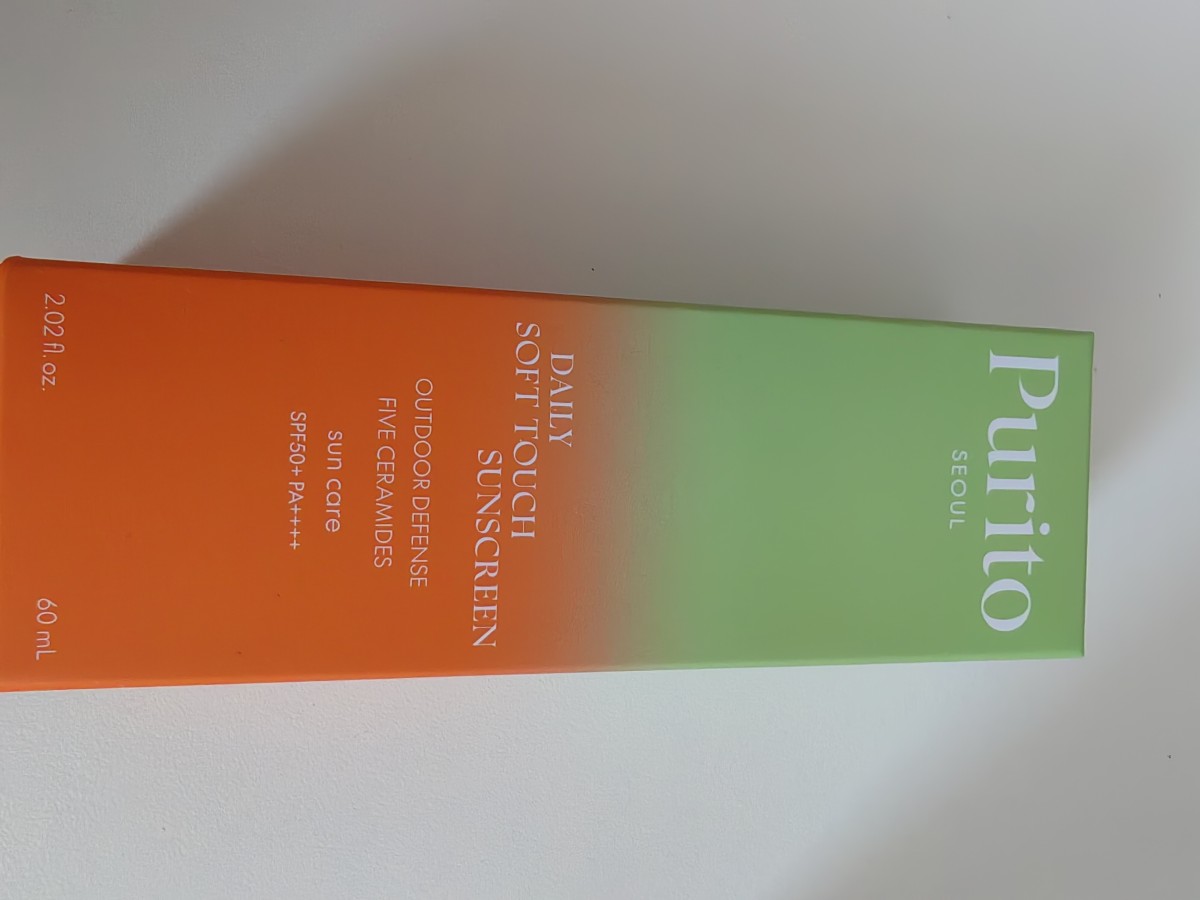 Purito
SEOUL
DAILY
SOFT TOUCH
SUNSCREEN
OUTDOOR DEFENSE
FIVE CERAMIDES
sun care
SPF50+ PA++++
2.02 fl. oz.
60 mL